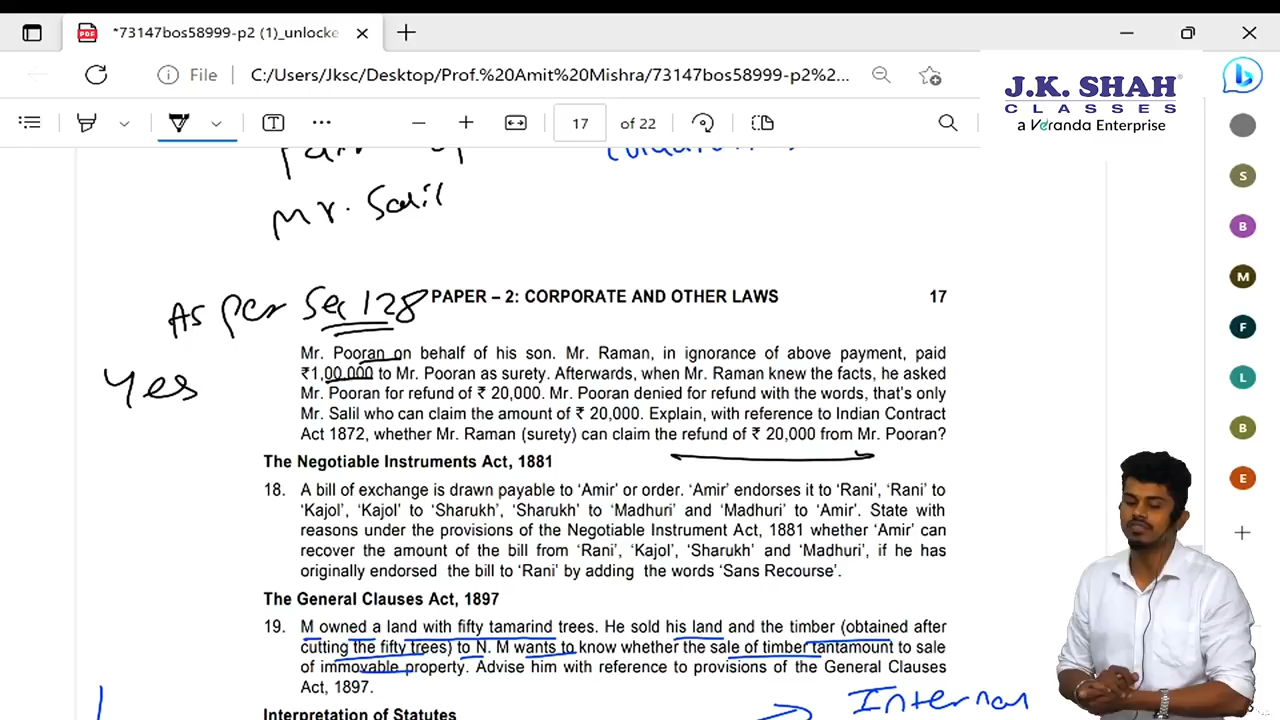 *73147bos58999-p2 (1)_unlocke
File
C:/Users/Jksc/Desktop/Prof.%20Amit%20Mishra/73147bos58999-p2%2...
J.K. SHAH
CLASSES
a Veranda Enterprise
17 of 22
Mr. Salil
As per Sec 128
PAPER – 2: CORPORATE AND OTHER LAWS 17
Yes
Mr. Pooran on behalf of his son. Mr. Raman, in ignorance of above payment, paid
₹1,00,000 to Mr. Pooran as surety. Afterwards, when Mr. Raman knew the facts, he asked
Mr. Pooran for refund of ₹ 20,000. Mr. Pooran denied for refund with the words, that's only
Mr. Salil who can claim the amount of ₹ 20,000. Explain, with reference to Indian Contract
Act 1872, whether Mr. Raman (surety) can claim the refund of ₹ 20,000 from Mr. Pooran?
The Negotiable Instruments Act, 1881
18. A bill of exchange is drawn payable to 'Amir' or order. 'Amir' endorses it to 'Rani', 'Rani' to
'Kajol', 'Kajol' to 'Sharukh', 'Sharukh' to 'Madhuri' and 'Madhuri' to 'Amir'. State with
reasons under the provisions of the Negotiable Instrument Act, 1881 whether 'Amir' can
recover the amount of the bill from 'Rani', 'Kajol', 'Sharukh' and 'Madhuri', if he has
originally endorsed the bill to 'Rani' by adding the words 'Sans Recourse'.
The General Clauses Act, 1897
19. M owned a land with fifty tamarind trees. He sold his land and the timber (obtained after
cutting the fifty trees) to N. M wants to know whether the sale of timber tantamount to sale
of immovable property. Advise him with reference to provisions of the General Clauses
Act, 1897.
Internal
Interpretation of Statutes
S
B
M
F
L
B
E